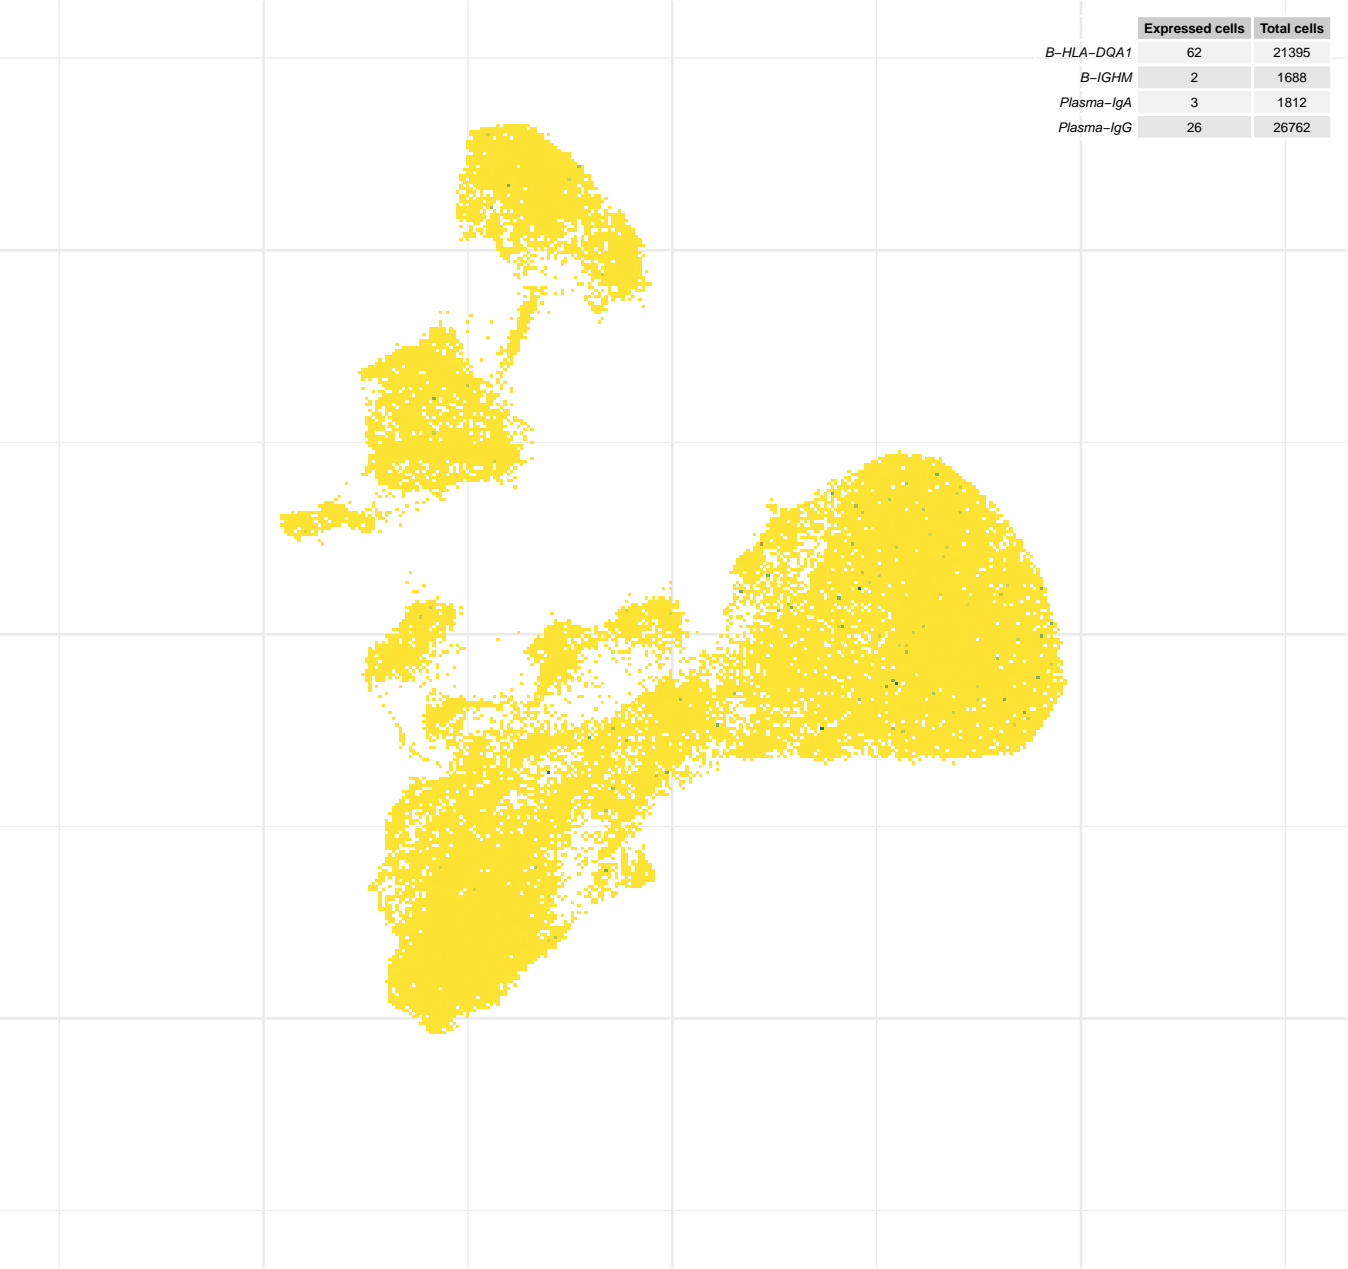 Expressed cells Total cells
B−HLA−DQA1 62 21395
B−IGHM 2 1688
Plasma−IgA 3 1812
Plasma−IgG 26 26762